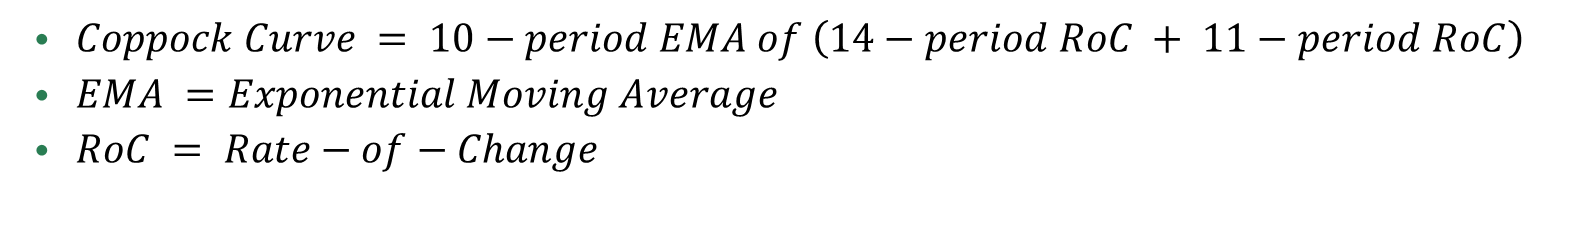 • Coppock Curve = 10 − period EMA of (14 − period RoC + 11 − period RoC)
• EMA = Exponential Moving Average
• RoC = Rate − of − Change